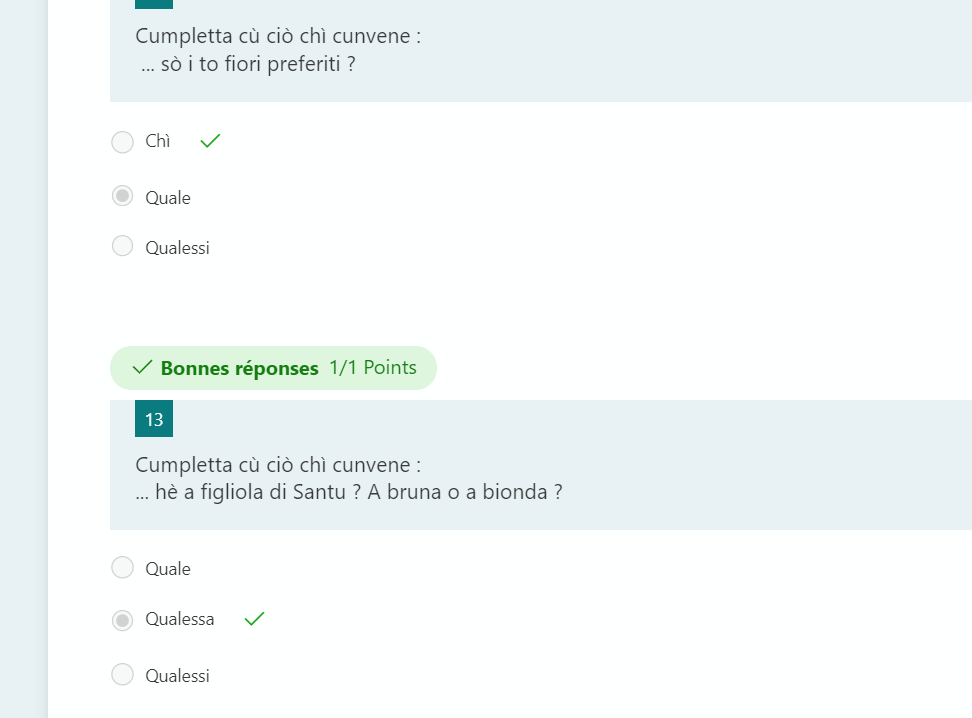 Cumpletta cù ciò chì cunvene :
... sò i to fiori preferiti ?
Chì
Quale
Qualessi
Bonnes réponses 1/1 Points
13
Cumpletta cù ciò chì cunvene :
... hè a figliola di Santu ? A bruna o a bionda ?
Quale
Qualessa
Qualessi